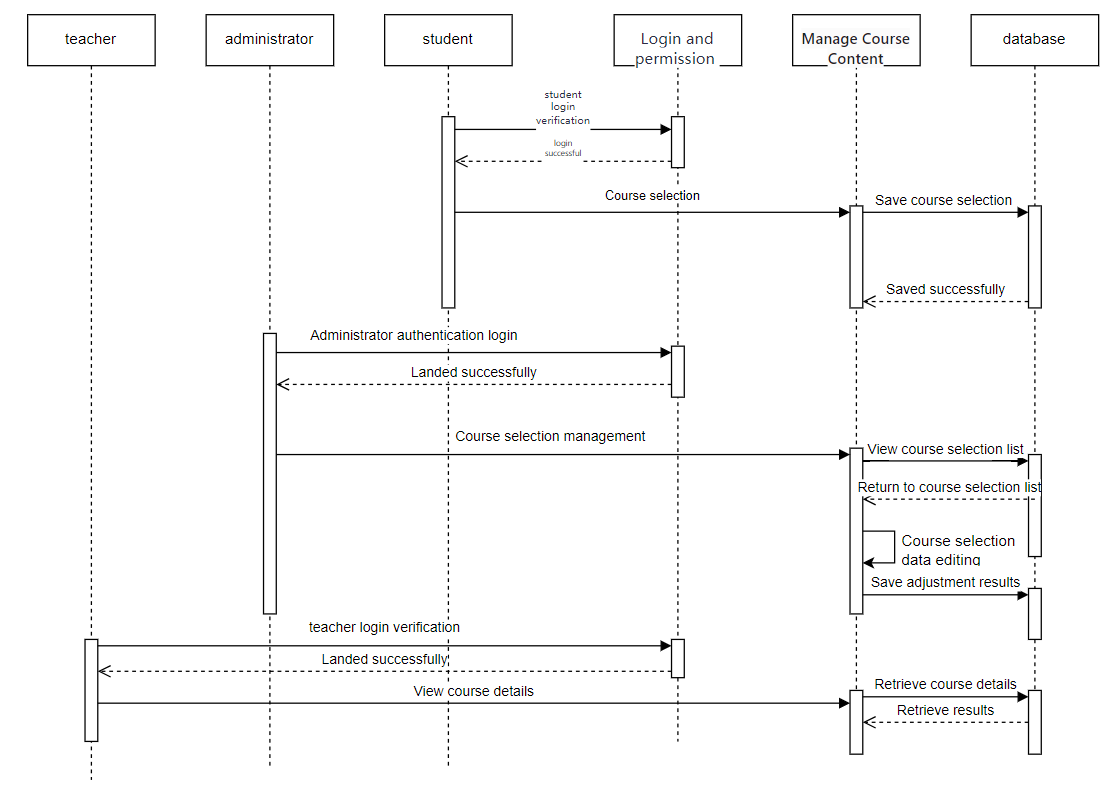 teacher
administrator
student
Login and
permission
Manage Course
Content
database
student
login
verification
login
successful
Course selection
Save course selection
Saved successfully
Administrator authentication login
Landed successfully
Course selection management
View course selection list
Return to course selection list
Course selection
data editing
Save adjustment results
teacher login verification
Landed successfully
View course details
Retrieve course details
Retrieve results